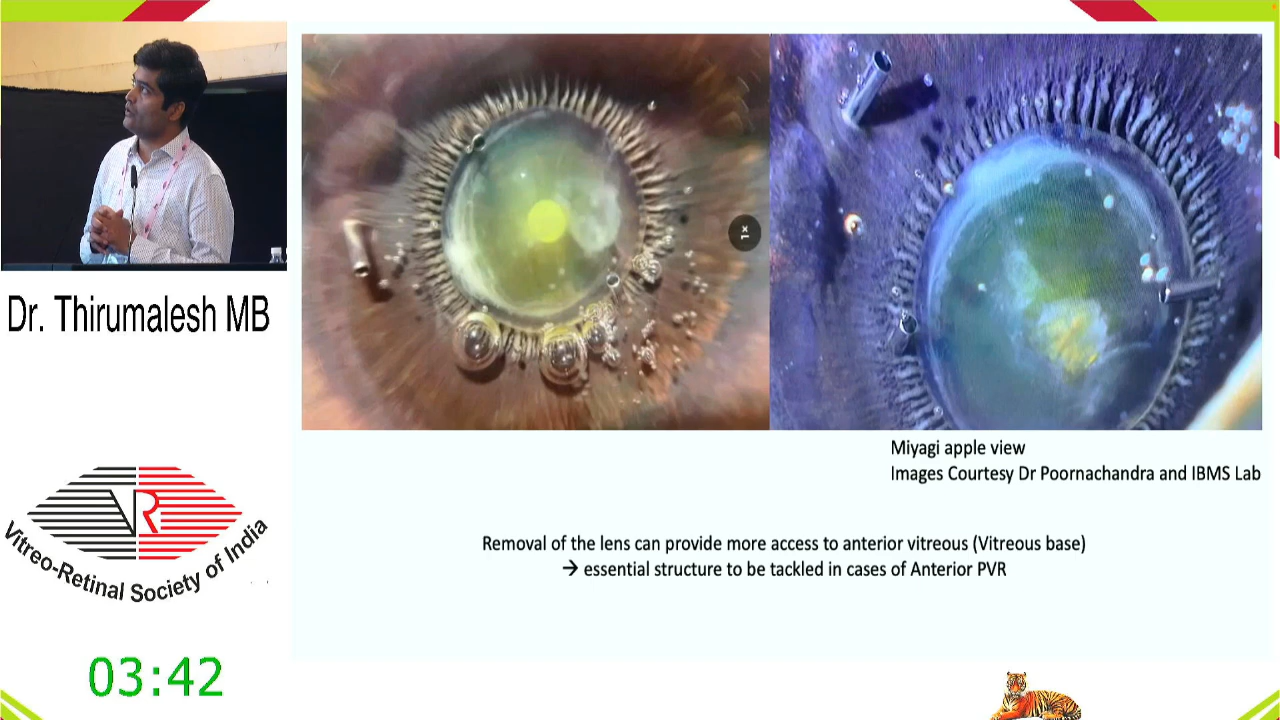 Dr. Thirumalesh MB
VR
Vitreo-Retinal Society of India
03:42
1×
Miyagi apple view
Images Courtesy Dr Poornachandra and IBMS Lab
Removal of the lens can provide more access to anterior vitreous (Vitreous base)
→ essential structure to be tackled in cases of Anterior PVR